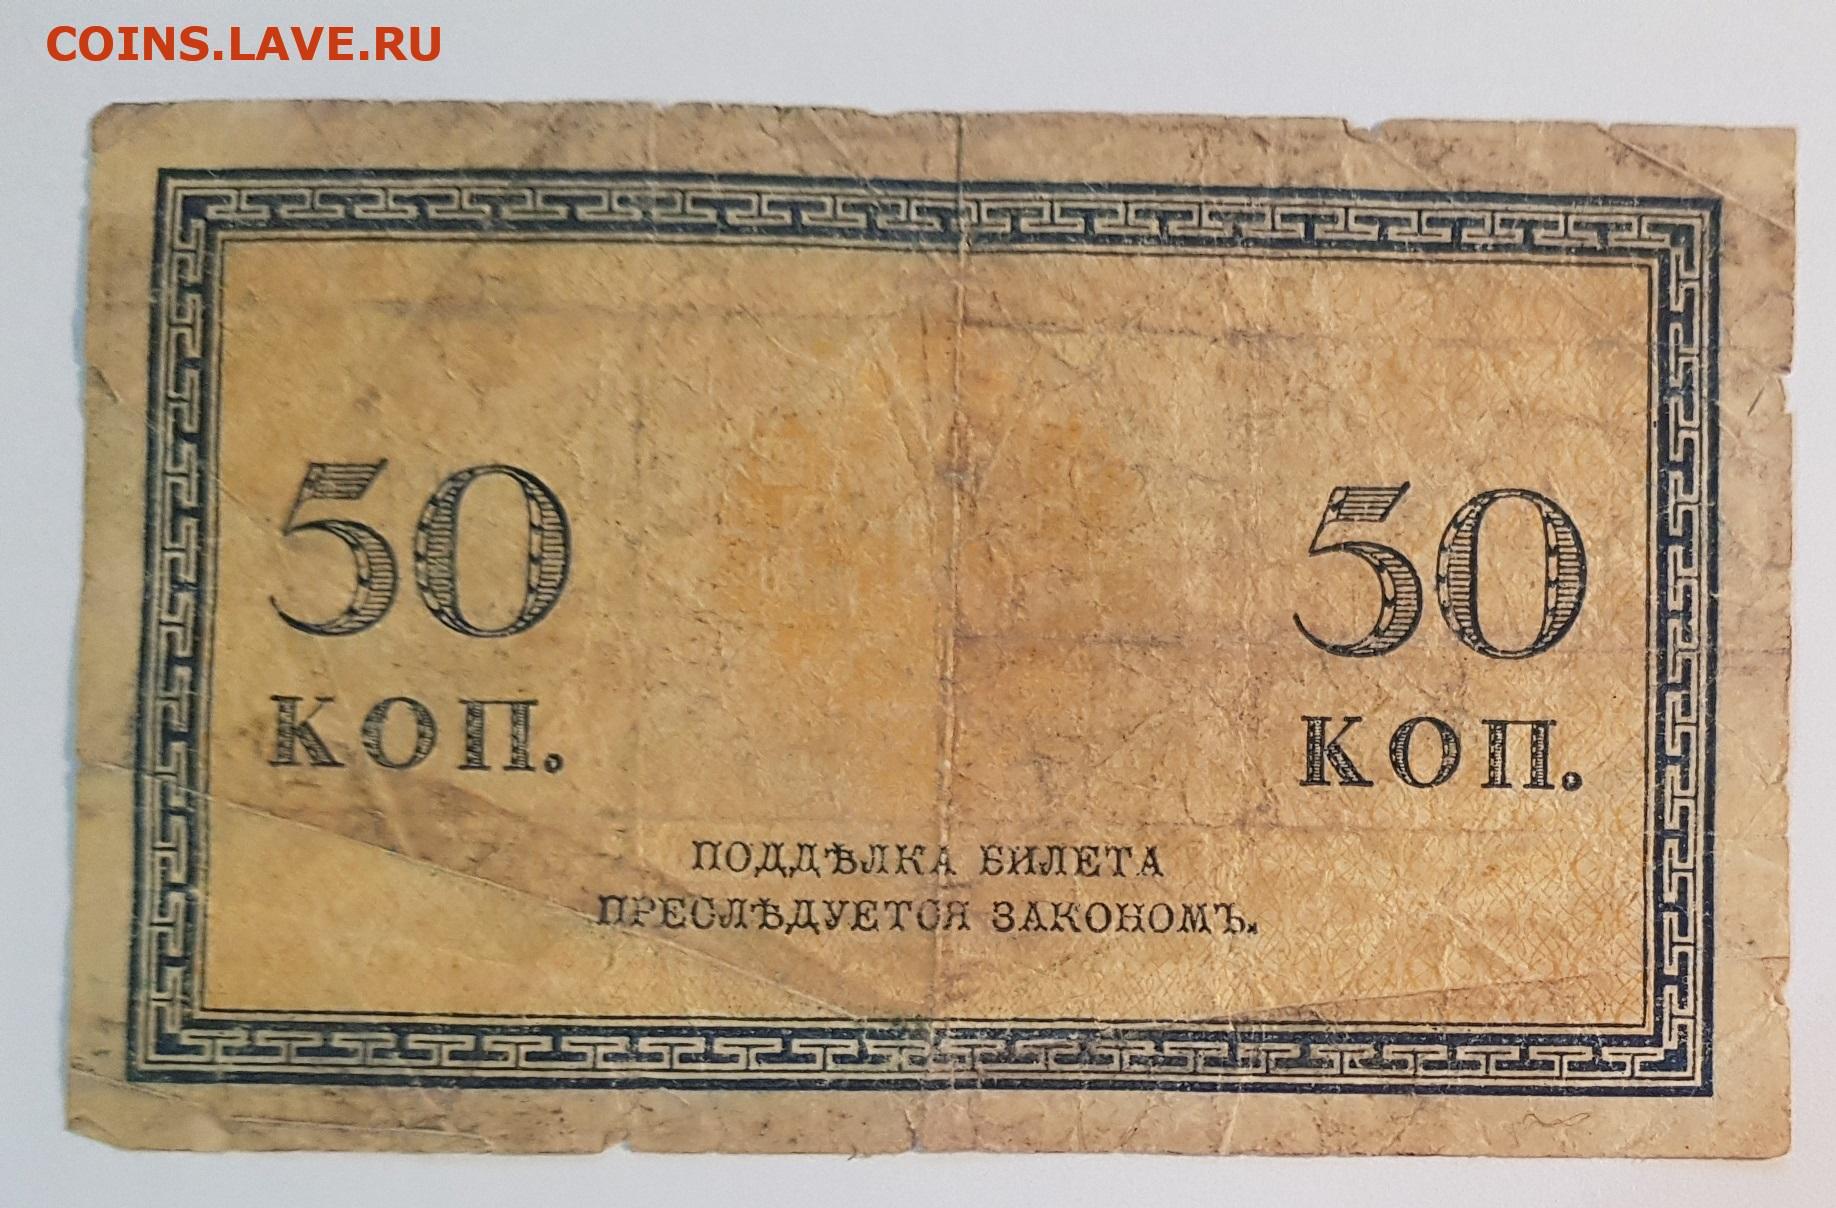 COINS.LAVE.RU
50 50
КОП. КОП.
ПОДДѢЛКА БИЛЕТА
ПРЕСЛѢДУЕТСЯ ЗАКОНОМЪ.